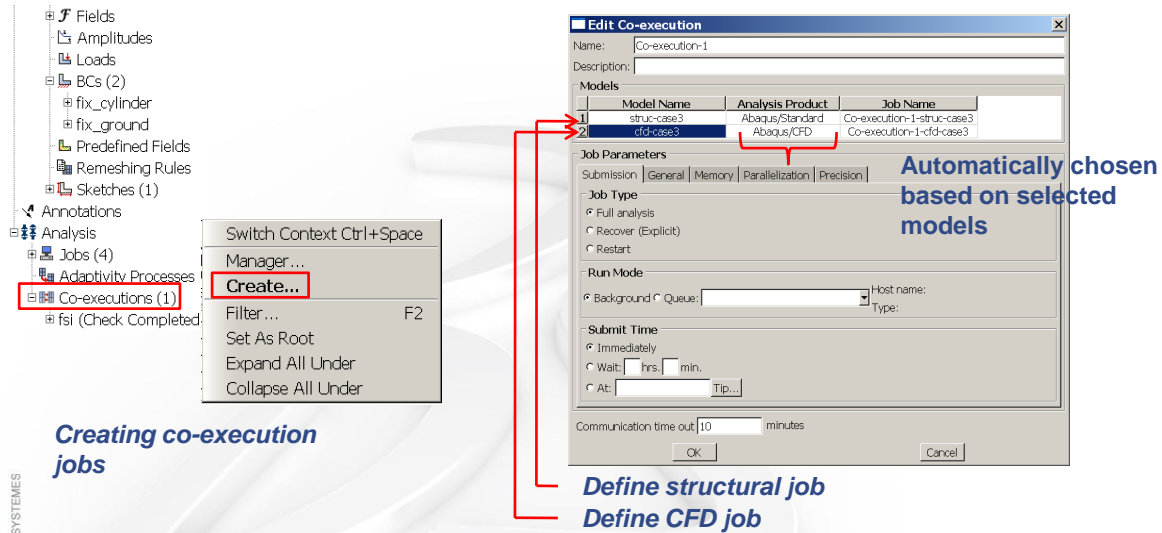 ℱ Fields
Amplitudes
Loads
BCs (2)
fix_cylinder
fix_ground
Predefined Fields
Remeshing Rules
Sketches (1)
Annotations
Analysis
Jobs (4)
Adaptivity Processes
Co-executions (1)
fsi (Check Completed
Switch Context Ctrl+Space
Manager...
Create...
Filter... F2
Set As Root
Expand All Under
Collapse All Under
Creating co-execution
jobs
Edit Co-execution
Name: Co-execution-1
Description:
Models
Model Name Analysis Product Job Name
1 struc-case3 Abaqus/Standard Co-execution-1-struc-case3
2 cfd-case3 Abaqus/CFD Co-execution-1-cfd-case3
Job Parameters
Submission General Memory Parallelization Precision
Job Type
Full analysis
Recover (Explicit)
Restart
Run Mode
Background Queue: Host name:
Type:
Submit Time
Immediately
Wait: hrs. min.
At: Tip...
Communication time out 10 minutes
OK Cancel
Automatically chosen
based on selected
models
Define structural job
Define CFD job
SYSTEMES